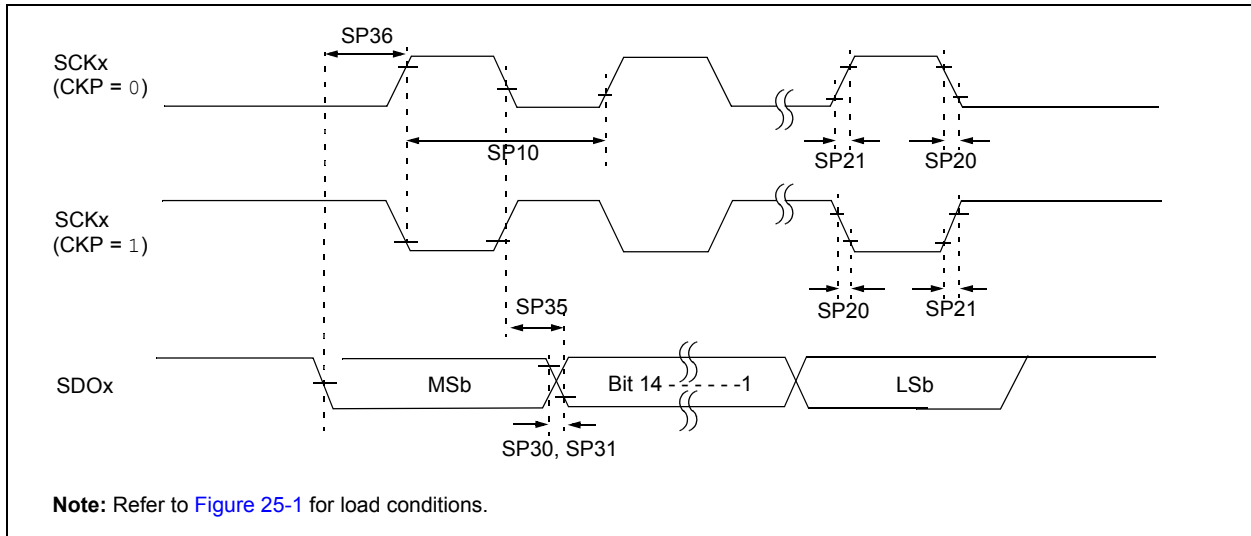 SP36
SCKx
(CKP = 0)
SP10
SP21
SP20
SCKx
(CKP = 1)
SP35
SP20
SP21
SDOx
MSb
Bit 14 - - - - - -1
LSb
SP30, SP31
Note: Refer to Figure 25-1 for load conditions.